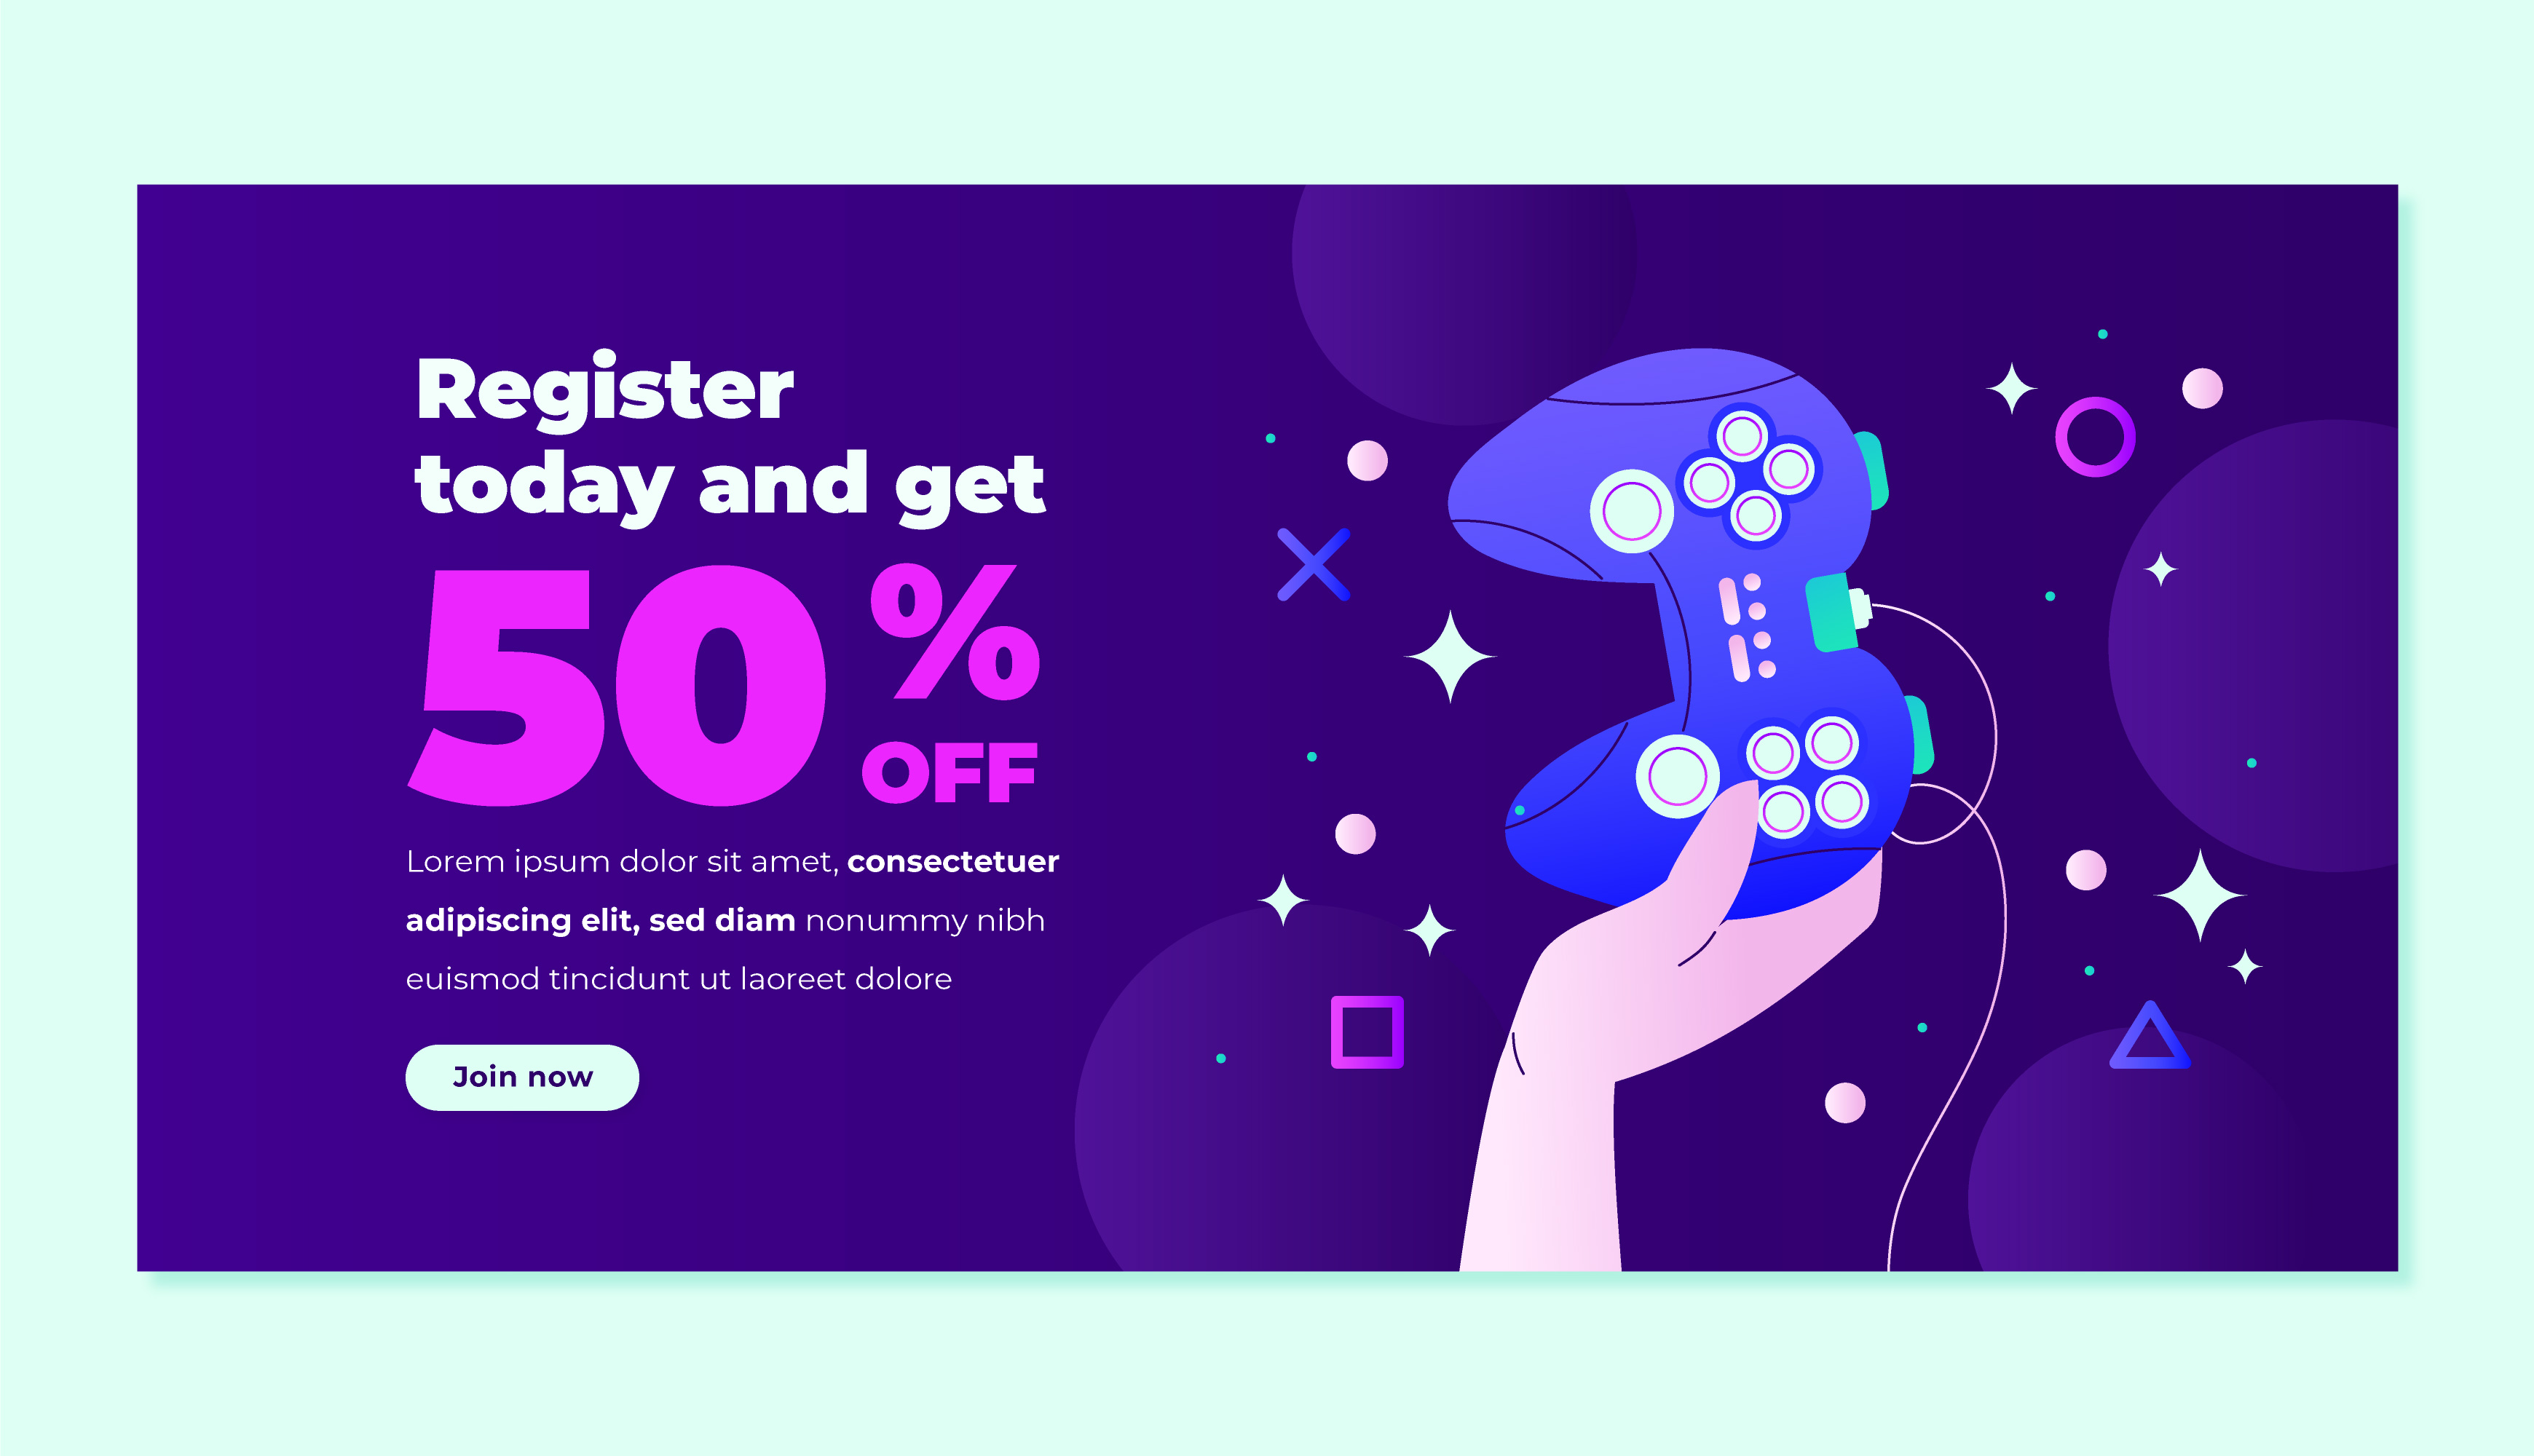 Register
today and get
50%
OFF
Lorem ipsum dolor sit amet, consectetuer
adipiscing elit, sed diam nonummy nibh
euismod tincidunt ut laoreet dolore
Join now